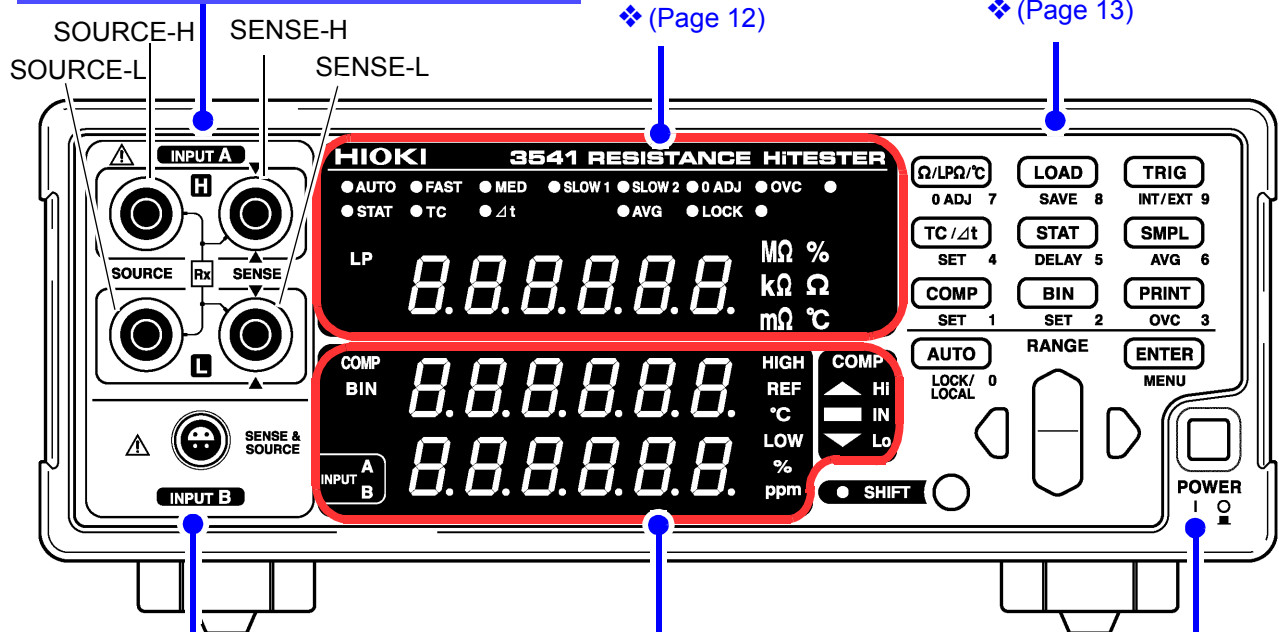 ❖ (Page 12)
❖ (Page 13)
SOURCE-H
SENSE-H
SOURCE-L
SENSE-L
INPUT A
H
SOURCE
Rx
SENSE
L
SENSE &
SOURCE
INPUT B
HIOKI 3541 RESISTANCE HiTESTER
AUTO FAST MED SLOW 1 SLOW 2 0 ADJ OVC
STAT TC ⊿t AVG LOCK
LP
8.8.8.8.8.8.
MΩ %
kΩ Ω
mΩ ℃
COMP
BIN
8.8.8.8.8.8.
HIGH
REF
℃
LOW
%
ppm
INPUT A
B
8.8.8.8.8.8.
COMP
Hi
IN
Lo
SHIFT
Ω/LPΩ/℃ LOAD TRIG
0 ADJ 7 SAVE 8 INT/EXT 9
TC/⊿t STAT SMPL
SET 4 DELAY 5 AVG 6
COMP BIN PRINT
SET 1 SET 2 OVC 3
AUTO RANGE ENTER
LOCK/ 0 MENU
LOCAL
POWER